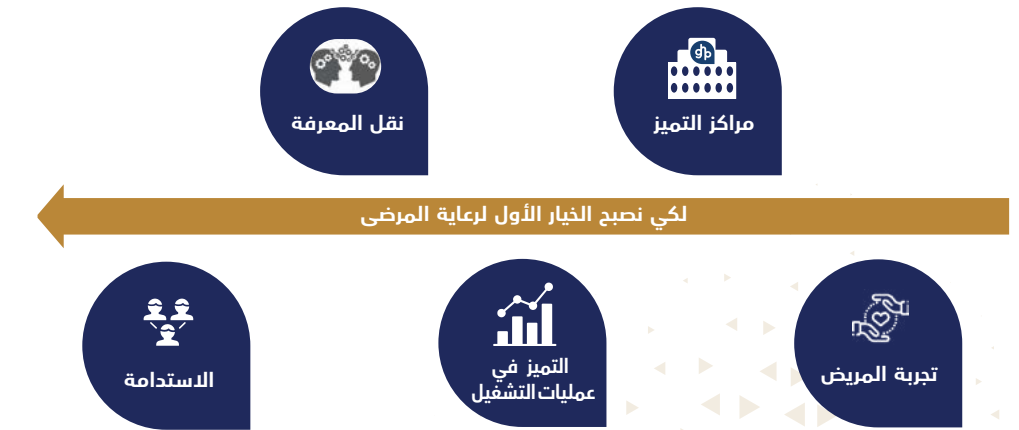 مراكز التميز
نقل المعرفة
لكي نصبح الخيار الأول لرعاية المرضى
تجربة المريض
التميز في
عمليات التشغيل
الاستدامة